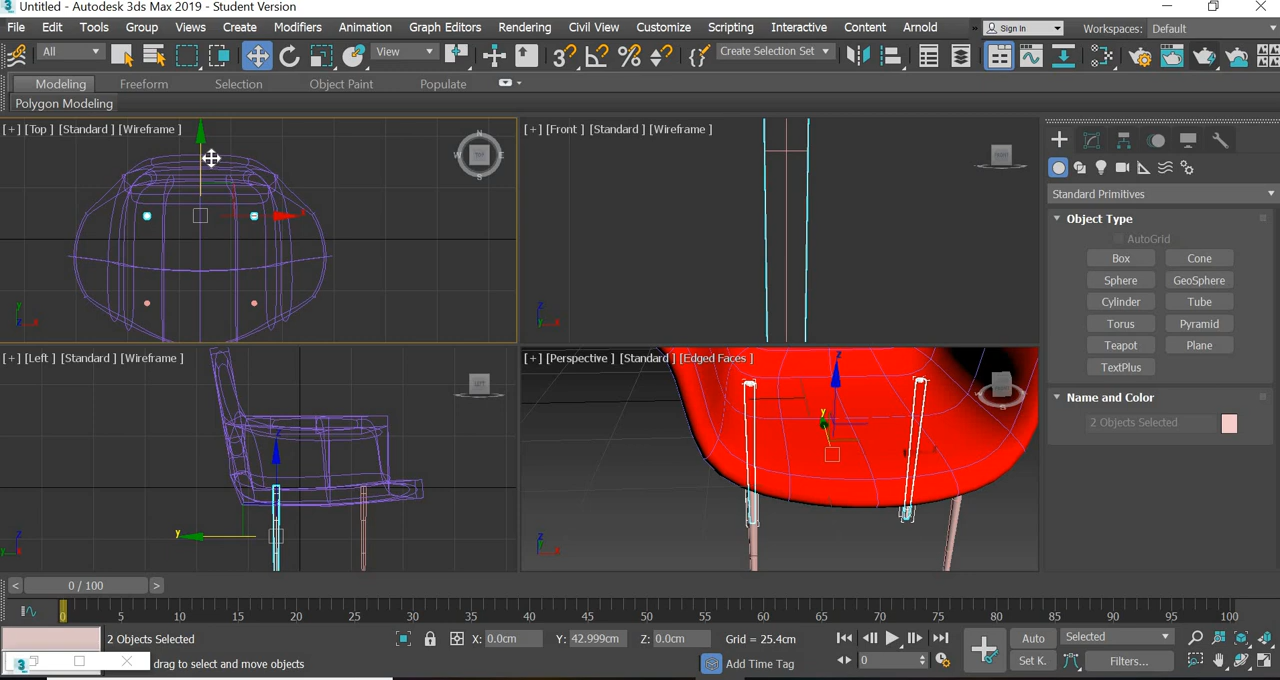 Untitled - Autodesk 3ds Max 2019 - Student Version
File Edit Tools Group Views Create Modifiers Animation Graph Editors Rendering Civil View Customize Scripting Interactive Content Arnold » Sign In Workspaces: Default
All View Create Selection Set
Modeling Freeform Selection Object Paint Populate
Polygon Modeling
[+] [Top ] [Standard ] [Wireframe ]
[+] [Front ] [Standard ] [Wireframe ]
N
W TOP E
S
FRONT
Standard Primitives
Object Type
AutoGrid
Box Cone
Sphere GeoSphere
Cylinder Tube
Torus Pyramid
Teapot Plane
TextPlus
Name and Color
2 Objects Selected
y
z x
z
x
[+] [Left ] [Standard ] [Wireframe ]
[+] [Perspective ] [Standard ] [Edged Faces ]
LEFT
z
y
y
z
y
z
x
< 0 / 100 >
0 5 10 15 20 25 30 35 40 45 50 55 60 65 70 75 80 85 90 95 100
2 Objects Selected X: 0.0cm Y: 42.999cm Z: 0.0cm Grid = 25.4cm Auto Selected
drag to select and move objects Add Time Tag 0 Set K. Filters...